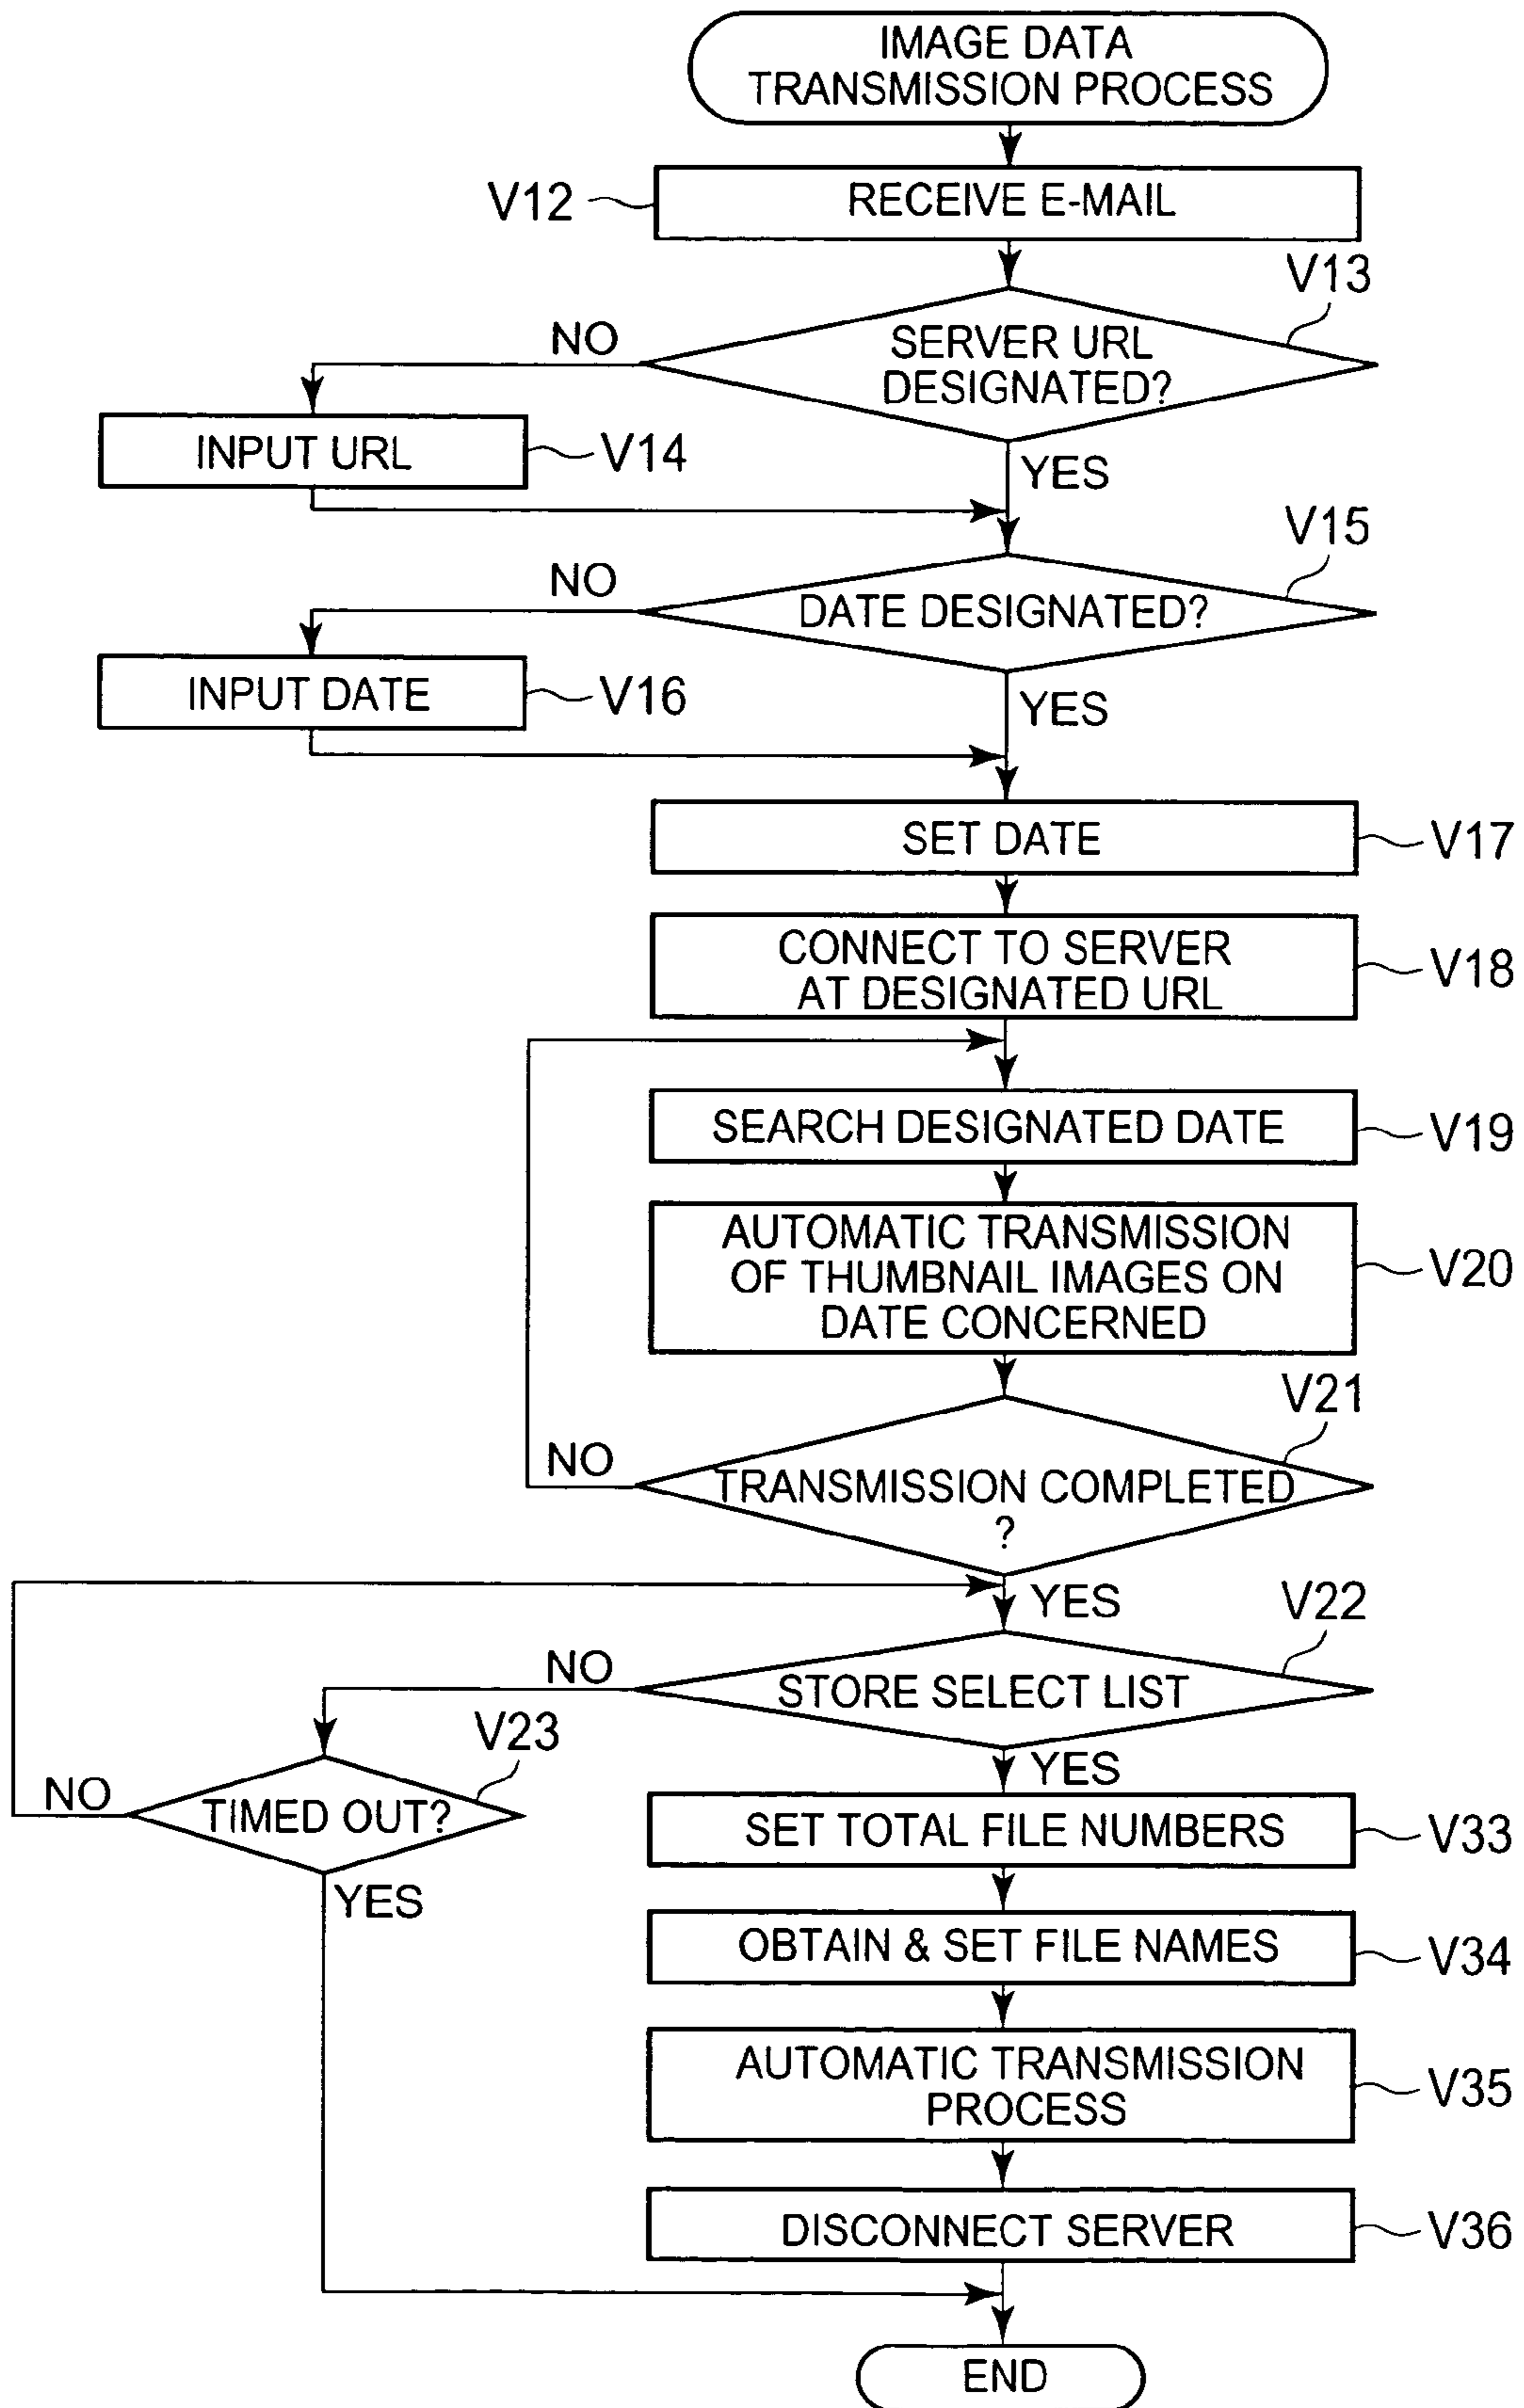 IMAGE DATA
TRANSMISSION PROCESS
V12
RECEIVE E-MAIL
V13
NO
SERVER URL
DESIGNATED?
INPUT URL
V14
YES
V15
NO
DATE DESIGNATED?
INPUT DATE
V16
YES
SET DATE
V17
CONNECT TO SERVER
AT DESIGNATED URL
V18
SEARCH DESIGNATED DATE
V19
AUTOMATIC TRANSMISSION
OF THUMBNAIL IMAGES ON
DATE CONCERNED
V20
V21
NO
TRANSMISSION COMPLETED
?
YES
V22
NO
STORE SELECT LIST
V23
YES
NO
TIMED OUT?
SET TOTAL FILE NUMBERS
V33
YES
OBTAIN & SET FILE NAMES
V34
AUTOMATIC TRANSMISSION
PROCESS
V35
DISCONNECT SERVER
V36
END